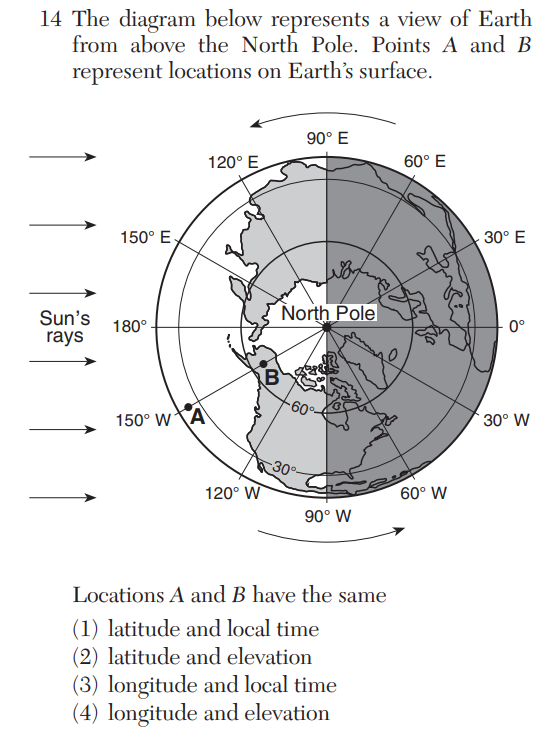 14 The diagram below represents a view of Earth
from above the North Pole. Points A and B
represent locations on Earth's surface.
90° E
120° E
60° E
150° E
30° E
Sun's
rays
180°
North Pole
0°
B
60°
150° W
A
30° W
30°
120° W
60° W
90° W
Locations A and B have the same
(1) latitude and local time
(2) latitude and elevation
(3) longitude and local time
(4) longitude and elevation